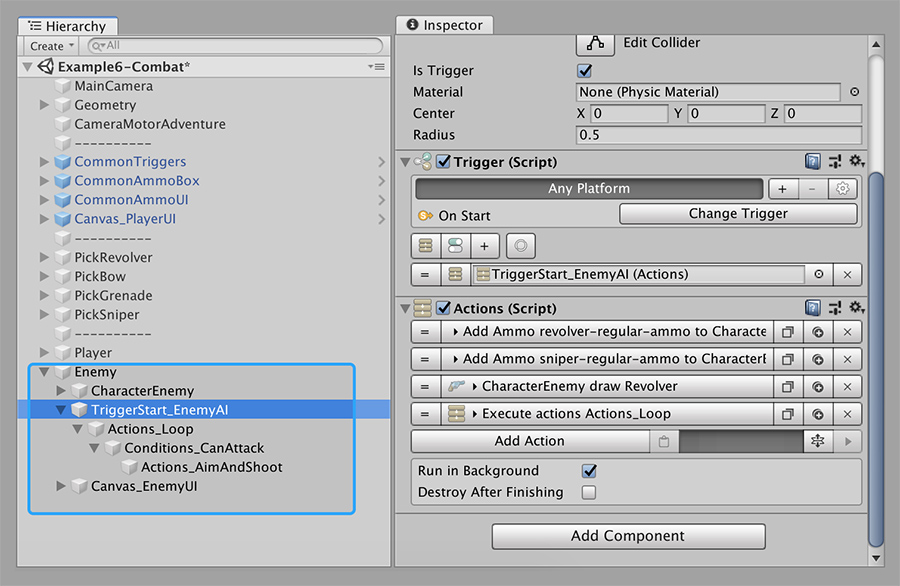 Hierarchy
Create
All
Example6-Combat*
MainCamera
Geometry
CameraMotorAdventure
----------
CommonTriggers
CommonAmmoBox
CommonAmmoUI
Canvas_PlayerUI
----------
PickRevolver
PickBow
PickGrenade
PickSniper
----------
Player
Enemy
CharacterEnemy
TriggerStart_EnemyAI
Actions_Loop
Conditions_CanAttack
Actions_AimAndShoot
Canvas_EnemyUI
Inspector
Edit Collider
Is Trigger
Material None (Physic Material)
Center X 0 Y 0 Z 0
Radius 0.5
Trigger (Script)
Any Platform + -
On Start Change Trigger
+
= TriggerStart_EnemyAI (Actions) ×
Actions (Script)
= Add Ammo revolver-regular-ammo to Characte ×
= Add Ammo sniper-regular-ammo to CharacterE ×
= CharacterEnemy draw Revolver ×
= Execute actions Actions_Loop ×
Add Action
Run in Background
Destroy After Finishing
Add Component